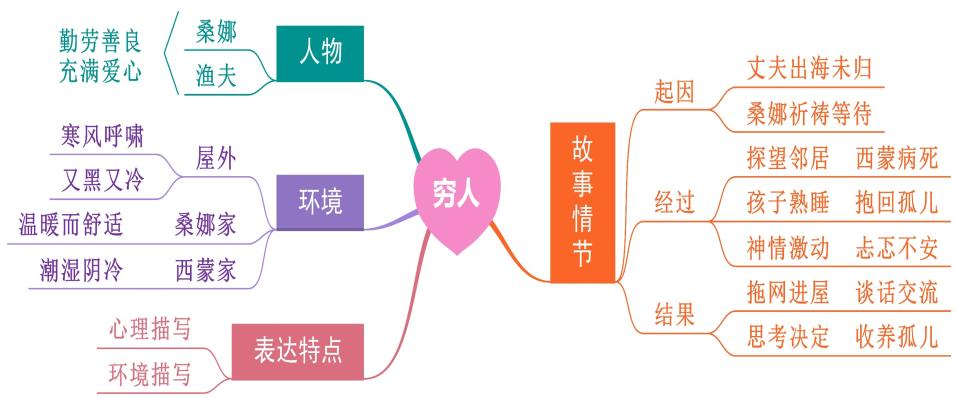 穷人
人物
桑娜
渔夫
勤劳善良
充满爱心
环境
屋外
寒风呼啸
又黑又冷
桑娜家
温暖而舒适
西蒙家
潮湿阴冷
表达特点
心理描写
环境描写
故事情节
起因
丈夫出海未归
桑娜祈祷等待
经过
探望邻居 西蒙病死
孩子熟睡 抱回孤儿
神情激动 忐忑不安
结果
拖网进屋 谈话交流
思考决定 收养孤儿